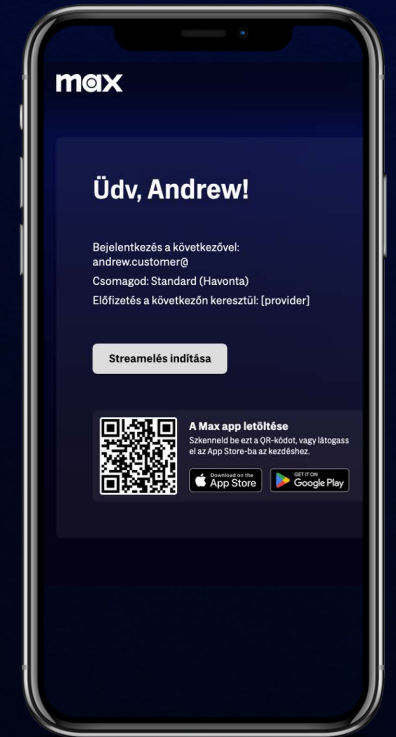 max
Üdv, Andrew!
Bejelentkezés a következővel:
andrew.customer@
Csomagod: Standard (Havonta)
Előfizetés a következőn keresztül: [provider]
Streamelés indítása
A Max app letöltése
Szkenneld be ezt a QR-kódot, vagy látogass
el az App Store-ba az kezdéshez.
Download on the
App Store
GET IT ON
Google Play